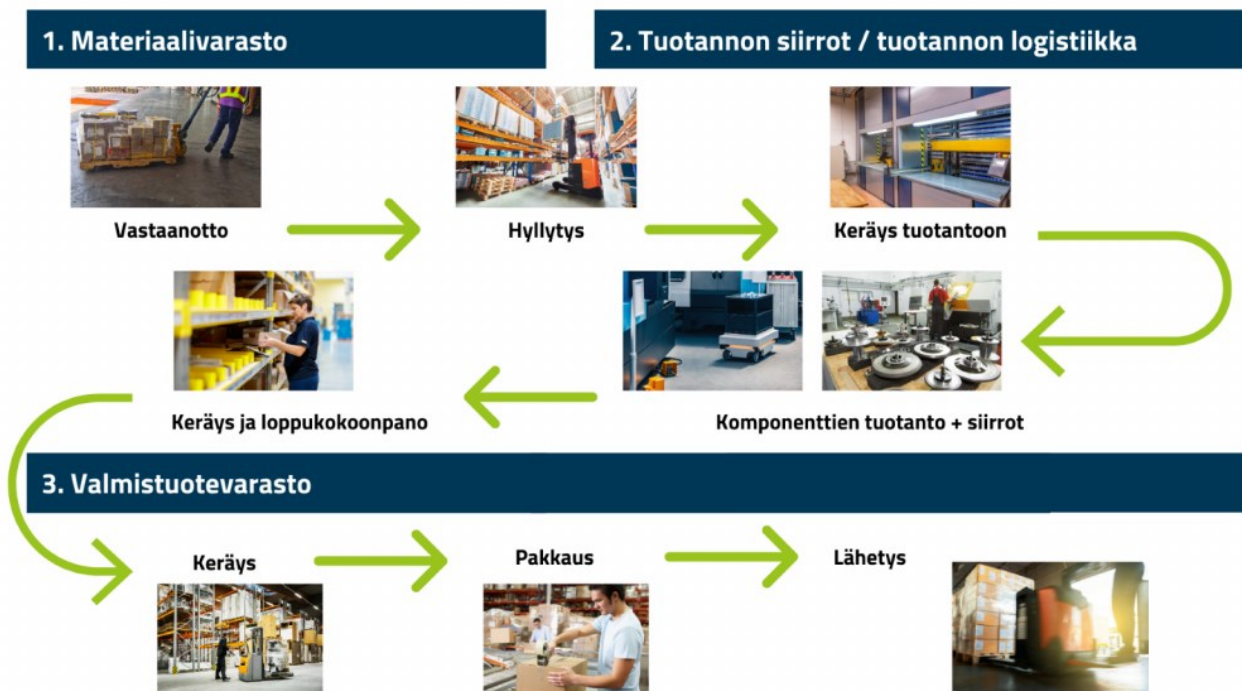 1. Materiaalivarasto
2. Tuotannon siirrot / tuotannon logistiikka
Vastaanotto
Hyllytys
Keräys tuotantoon
Keräys ja loppukokoonpano
Komponenttien tuotanto + siirrot
3. Valmistuotevarasto
Keräys
Pakkaus
Lähetys